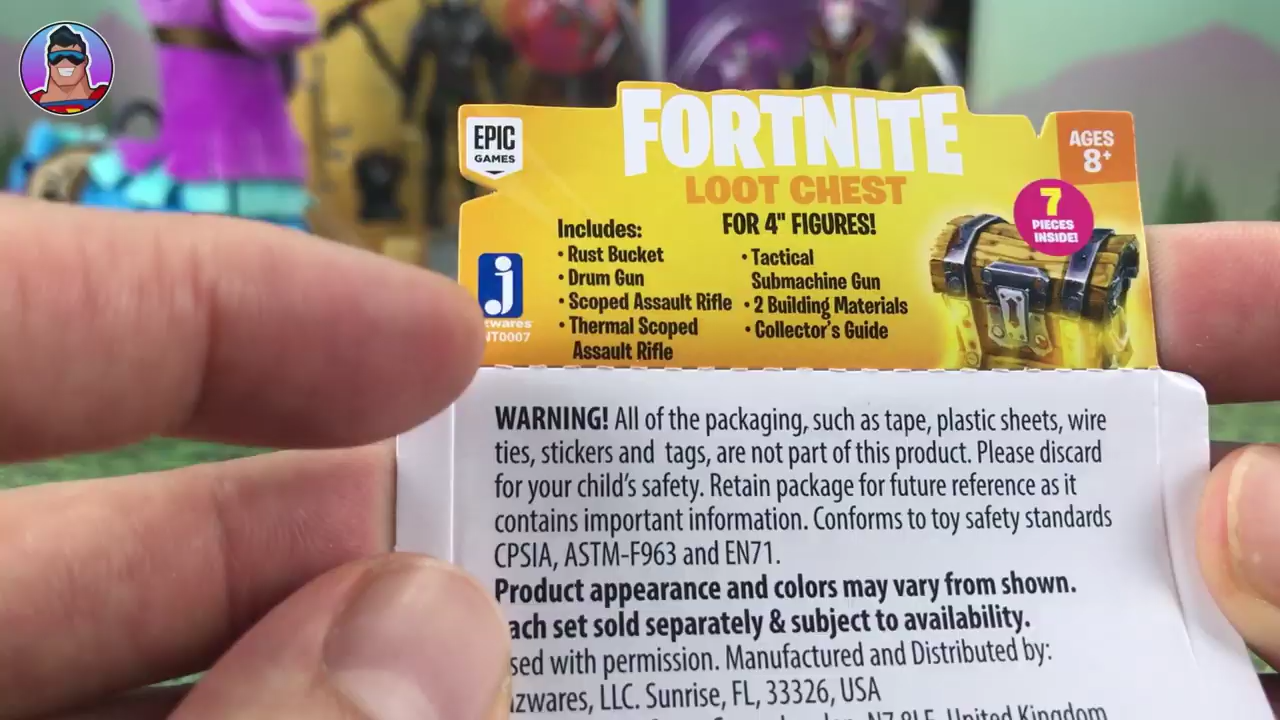 EPIC
GAMES
FORTNITE
LOOT CHEST
FOR 4" FIGURES!
AGES
8+
7
PIECES
INSIDE!
Includes:
• Rust Bucket
• Drum Gun
• Scoped Assault Rifle
• Thermal Scoped
Assault Rifle
• Tactical
Submachine Gun
• 2 Building Materials
• Collector's Guide
j
WARNING! All of the packaging, such as tape, plastic sheets, wire
ties, stickers and tags, are not part of this product. Please discard
for your child's safety. Retain package for future reference as it
contains important information. Conforms to toy safety standards
CPSIA, ASTM-F963 and EN71.
Product appearance and colors may vary from shown.
ach set sold separately & subject to availability.
sed with permission. Manufactured and Distributed by:
zwares, LLC. Sunrise, FL, 33326, USA
N7 8LE, United Kingdom